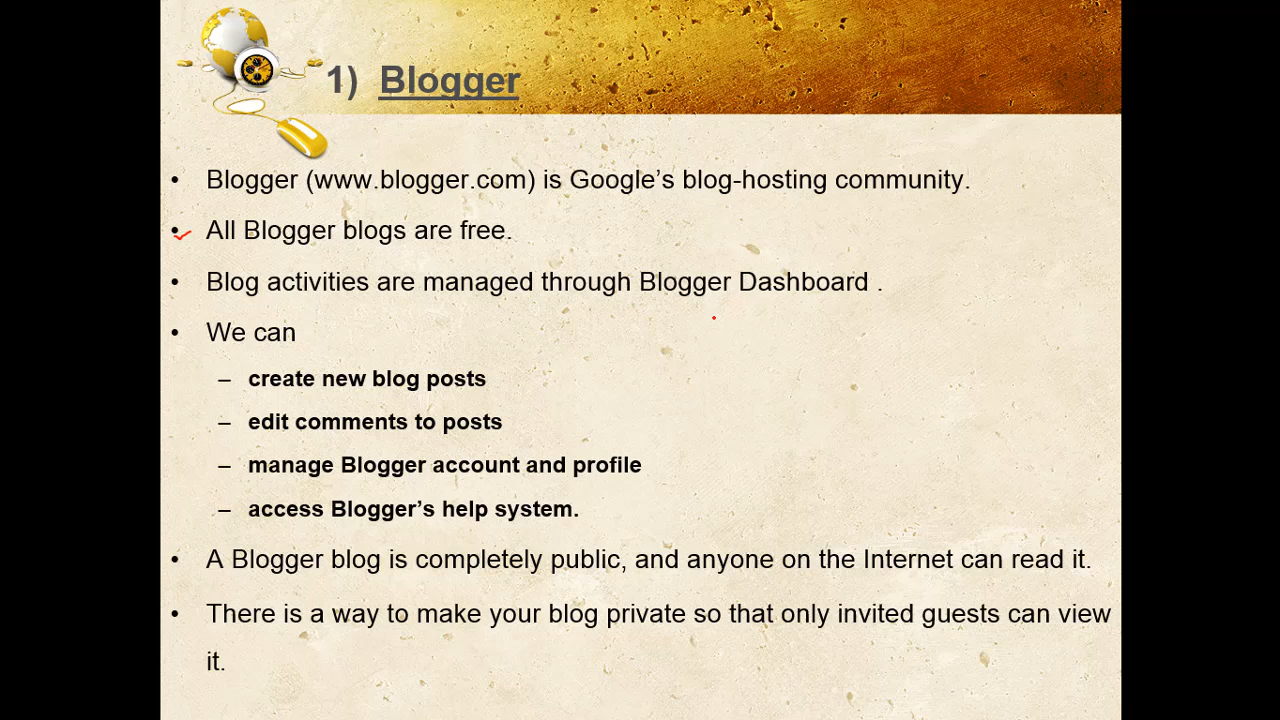 1) Blogger
• Blogger (www.blogger.com) is Google’s blog-hosting community.
• All Blogger blogs are free.
• Blog activities are managed through Blogger Dashboard .
• We can
– create new blog posts
– edit comments to posts
– manage Blogger account and profile
– access Blogger’s help system.
• A Blogger blog is completely public, and anyone on the Internet can read it.
• There is a way to make your blog private so that only invited guests can view
it.